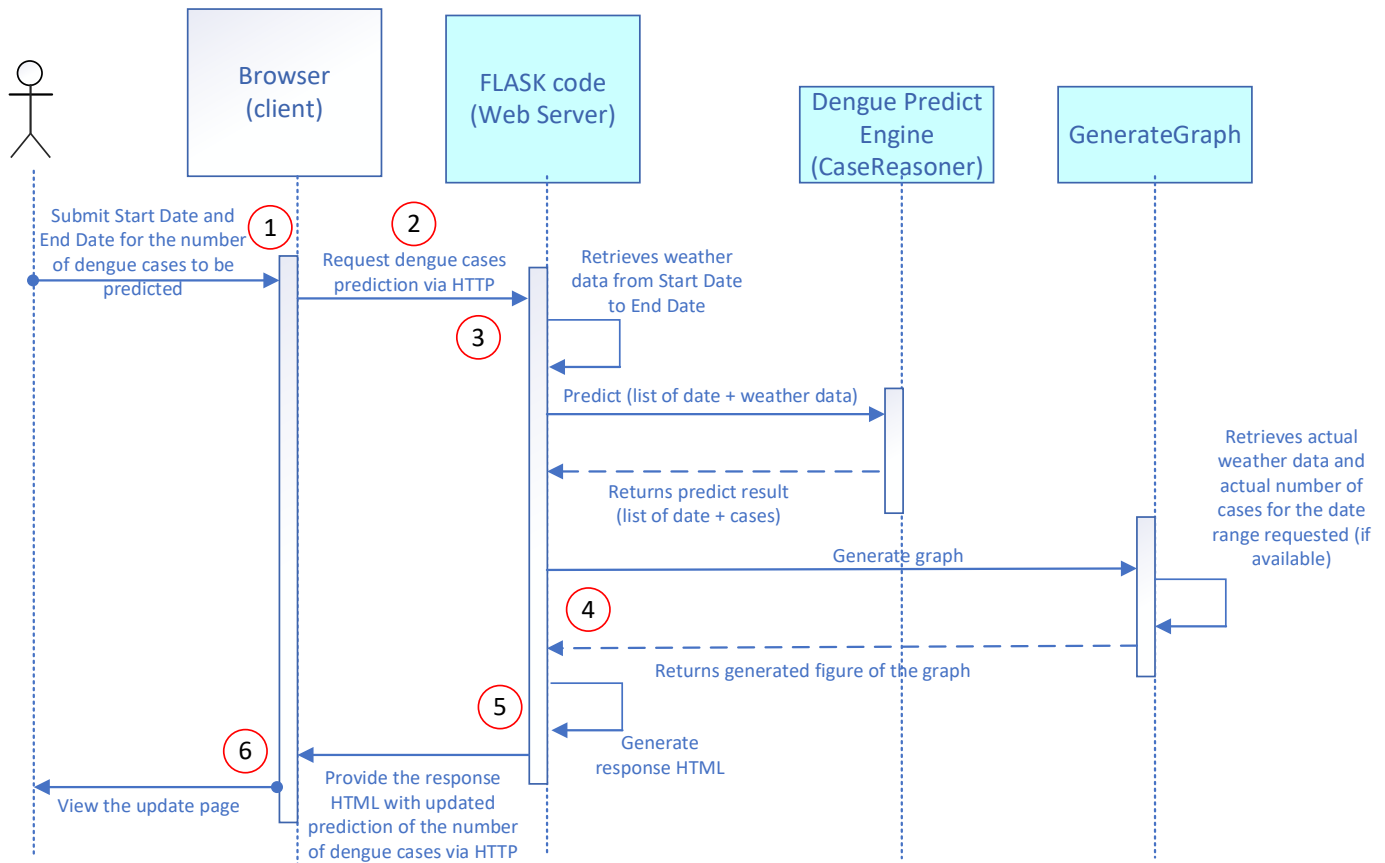 Browser
(client)
FLASK code
(Web Server)
Dengue Predict
Engine
(CaseReasoner)
GenerateGraph
Submit Start Date and
End Date for the number
of dengue cases to be
predicted
1
2
Request dengue cases
prediction via HTTP
3
Retrieves weather
data from Start Date
to End Date
Predict (list of date + weather data)
Returns predict result
(list of date + cases)
Retrieves actual
weather data and
actual number of
cases for the date
range requested (if
available)
Generate graph
4
Returns generated figure of the graph
5
Generate
response HTML
6
Provide the response
HTML with updated
prediction of the number
of dengue cases via HTTP
View the update page